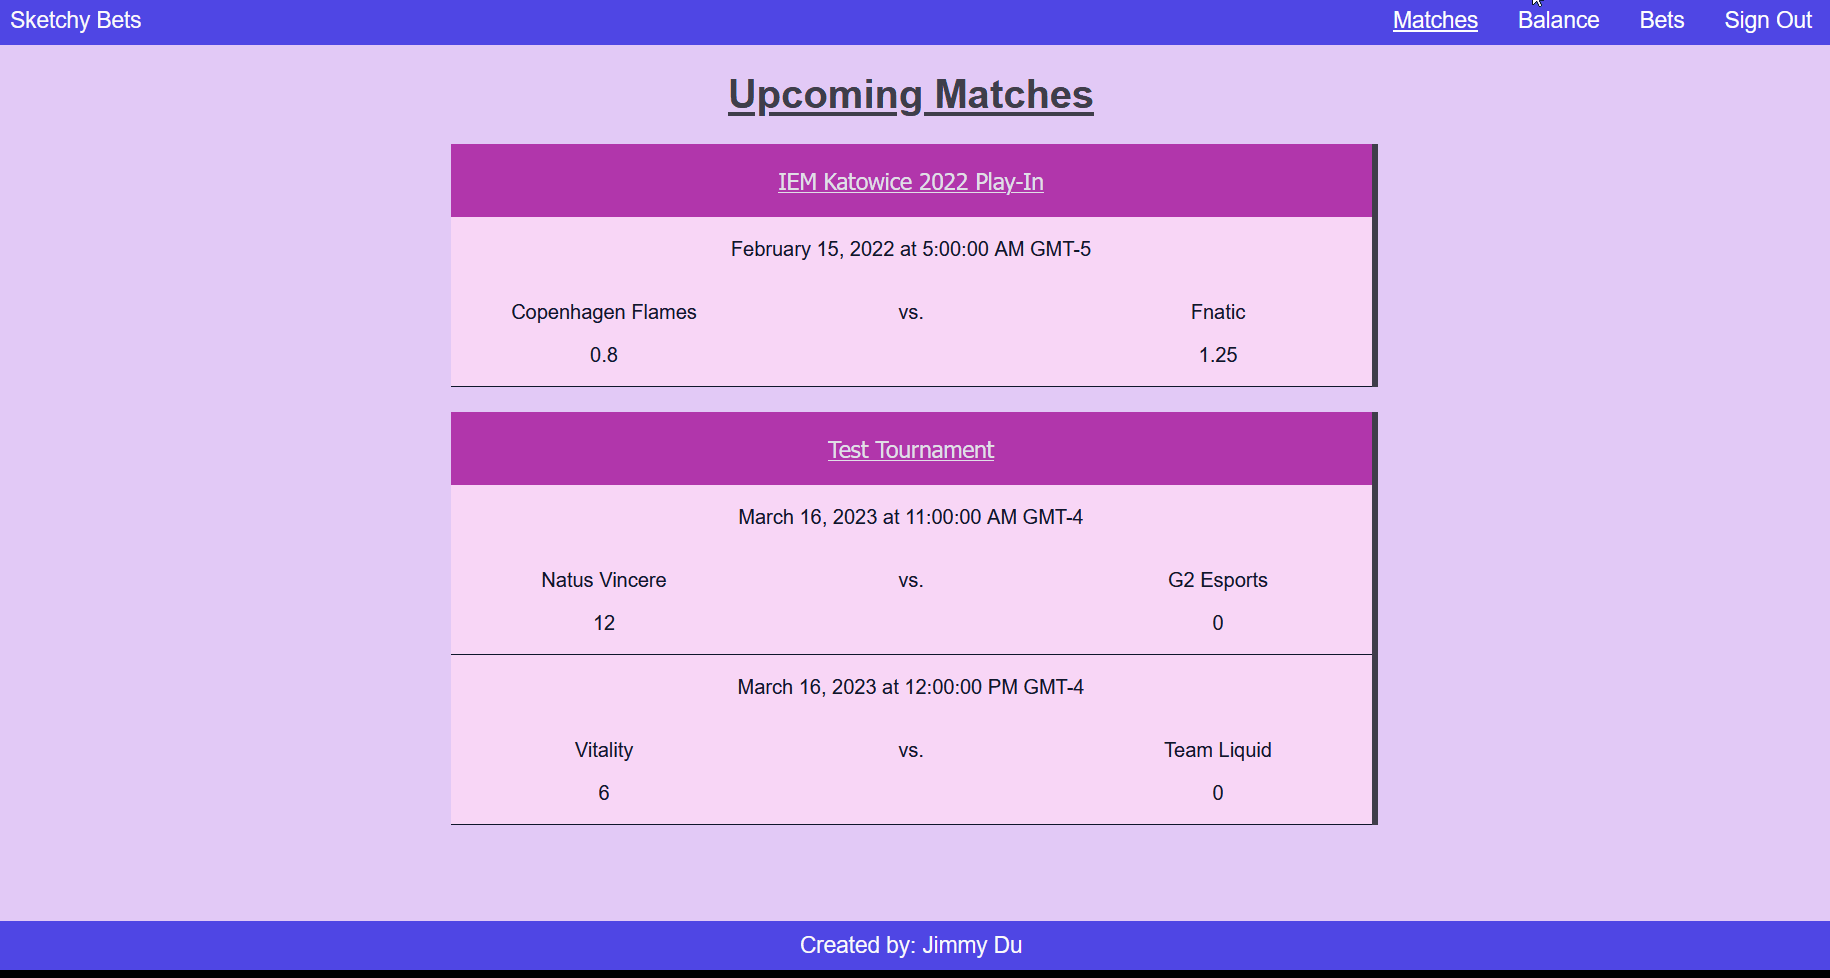 Sketchy Bets Matches Balance Bets Sign Out
Upcoming Matches
IEM Katowice 2022 Play-In
February 15, 2022 at 5:00:00 AM GMT-5
Copenhagen Flames vs. Fnatic
0.8 1.25
Test Tournament
March 16, 2023 at 11:00:00 AM GMT-4
Natus Vincere vs. G2 Esports
12 0
March 16, 2023 at 12:00:00 PM GMT-4
Vitality vs. Team Liquid
6 0
Created by: Jimmy Du